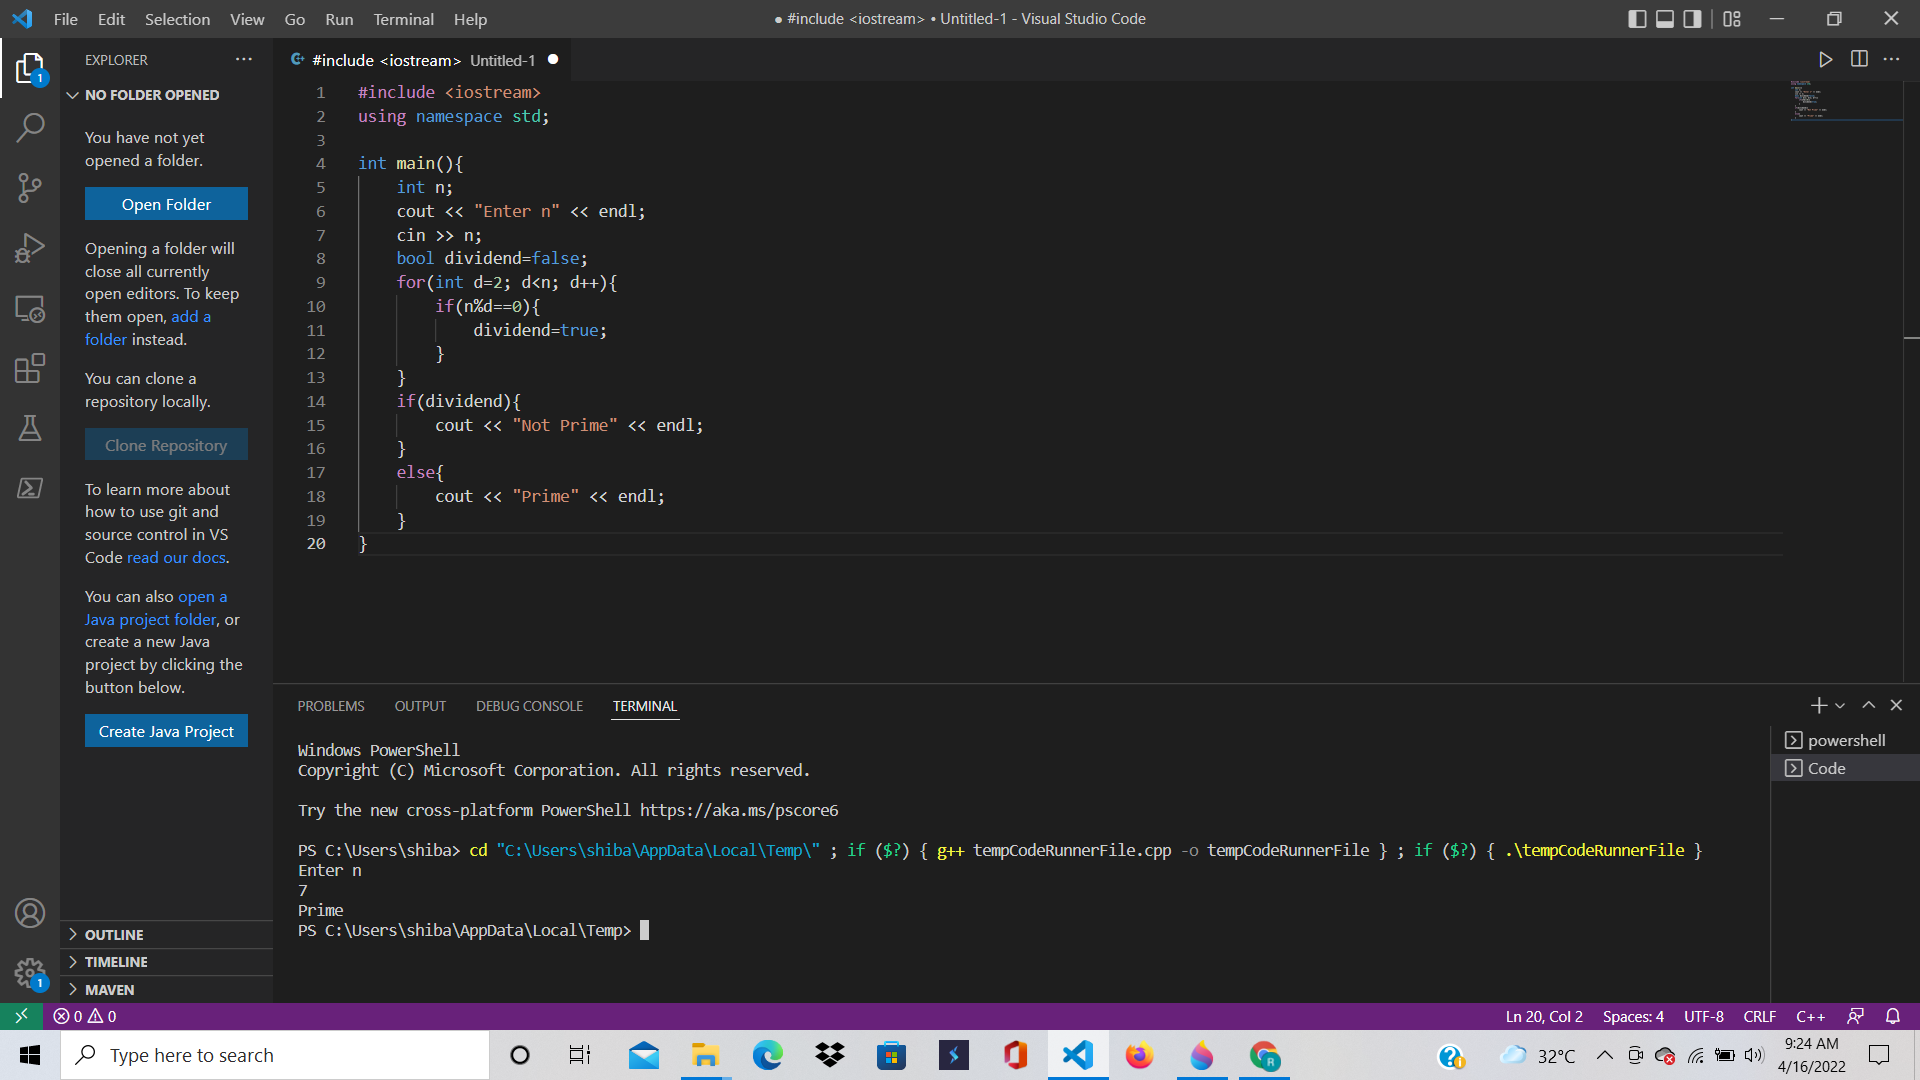 File Edit Selection View Go Run Terminal Help
● #include <iostream> • Untitled-1 - Visual Studio Code
EXPLORER
NO FOLDER OPENED
You have not yet
opened a folder.
Open Folder
Opening a folder will
close all currently
open editors. To keep
them open, add a
folder instead.
You can clone a
repository locally.
Clone Repository
To learn more about
how to use git and
source control in VS
Code read our docs.
You can also open a
Java project folder, or
create a new Java
project by clicking the
button below.
Create Java Project
OUTLINE
TIMELINE
MAVEN
1
1
#include <iostream> Untitled-1
1 #include <iostream>
2 using namespace std;
3
4 int main(){
5 int n;
6 cout << "Enter n" << endl;
7 cin >> n;
8 bool dividend=false;
9 for(int d=2; d<n; d++){
10 if(n%d==0){
11 dividend=true;
12 }
13 }
14 if(dividend){
15 cout << "Not Prime" << endl;
16 }
17 else{
18 cout << "Prime" << endl;
19 }
20 }
PROBLEMS OUTPUT DEBUG CONSOLE TERMINAL
Windows PowerShell
Copyright (C) Microsoft Corporation. All rights reserved.
Try the new cross-platform PowerShell https://aka.ms/pscore6
PS C:\Users\shiba> cd "C:\Users\shiba\AppData\Local\Temp\" ; if ($?) { g++ tempCodeRunnerFile.cpp -o tempCodeRunnerFile } ; if ($?) { .\tempCodeRunnerFile }
Enter n
7
Prime
PS C:\Users\shiba\AppData\Local\Temp>
powershell
Code
0 0
Ln 20, Col 2 Spaces: 4 UTF-8 CRLF C++
Type here to search
32°C
9:24 AM
4/16/2022